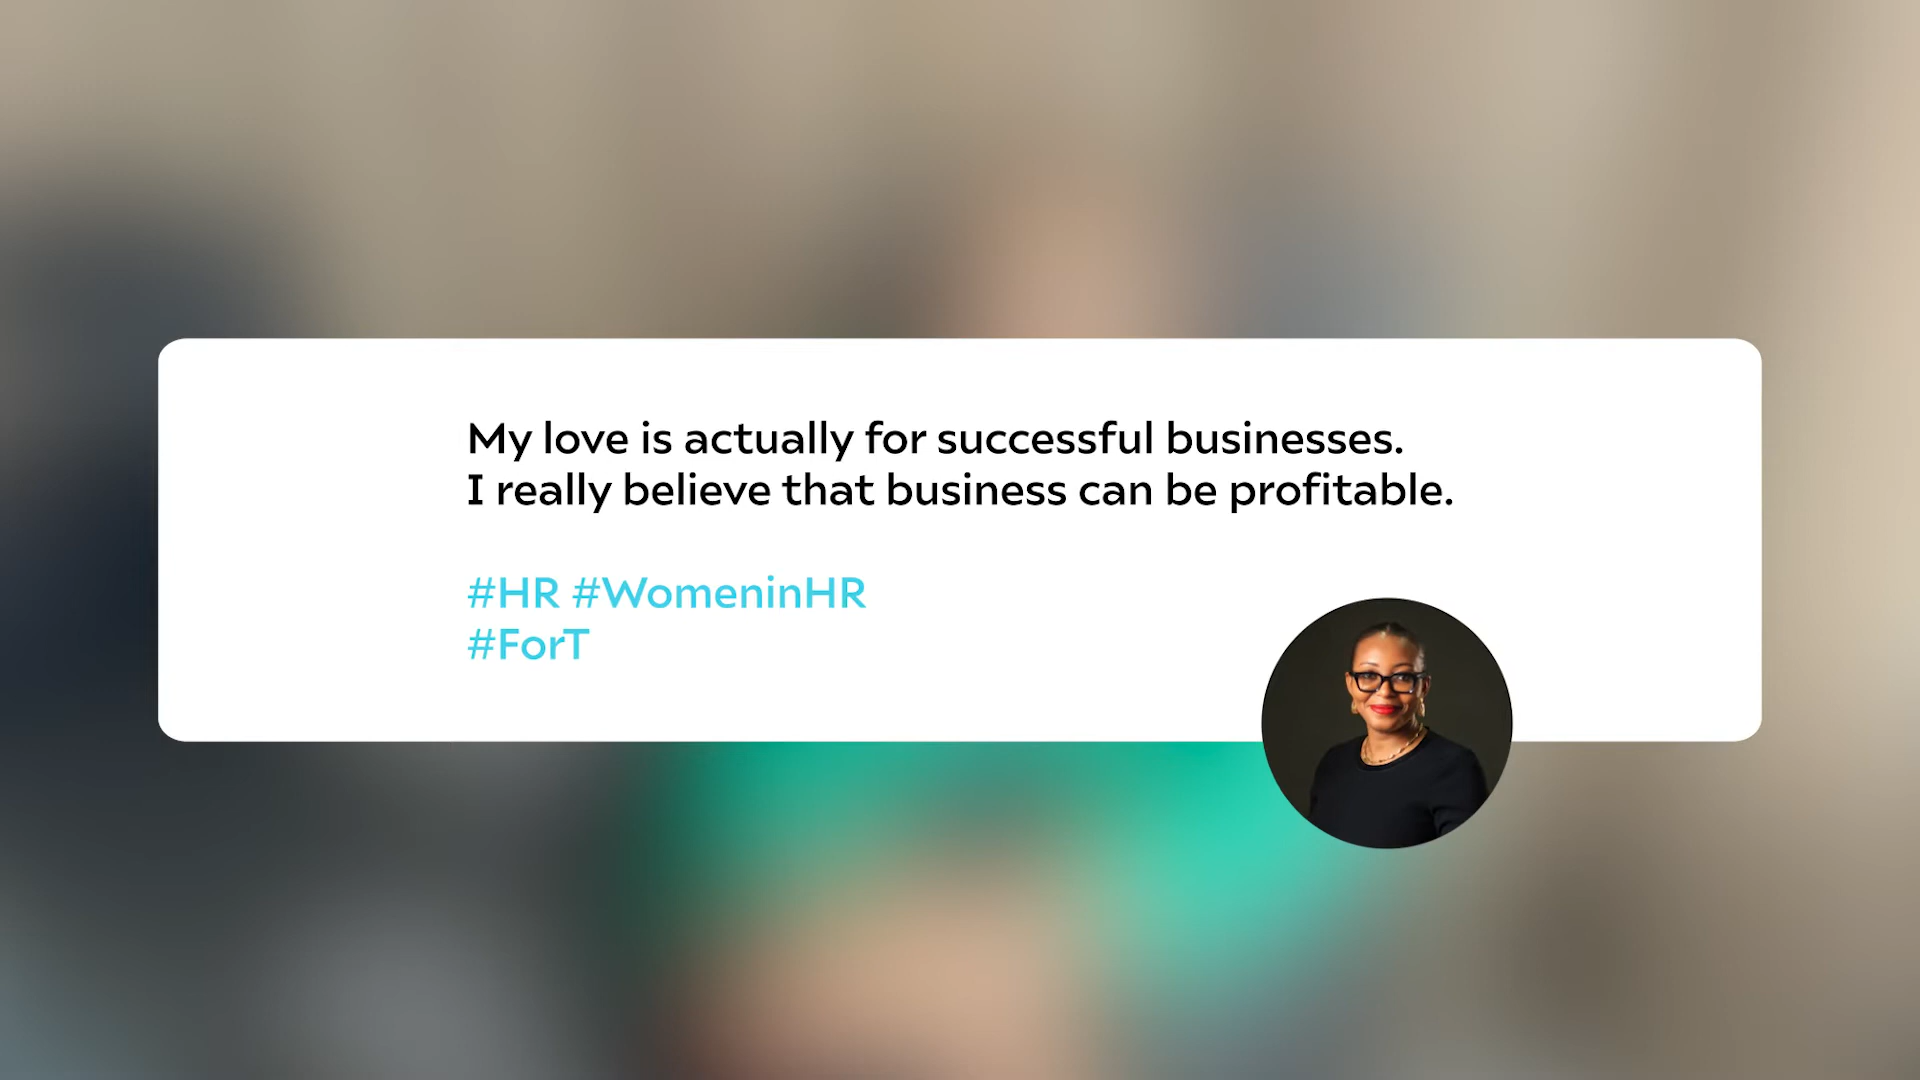 My love is actually for successful businesses.
I really believe that business can be profitable.
#HR #WomeninHR
#ForT